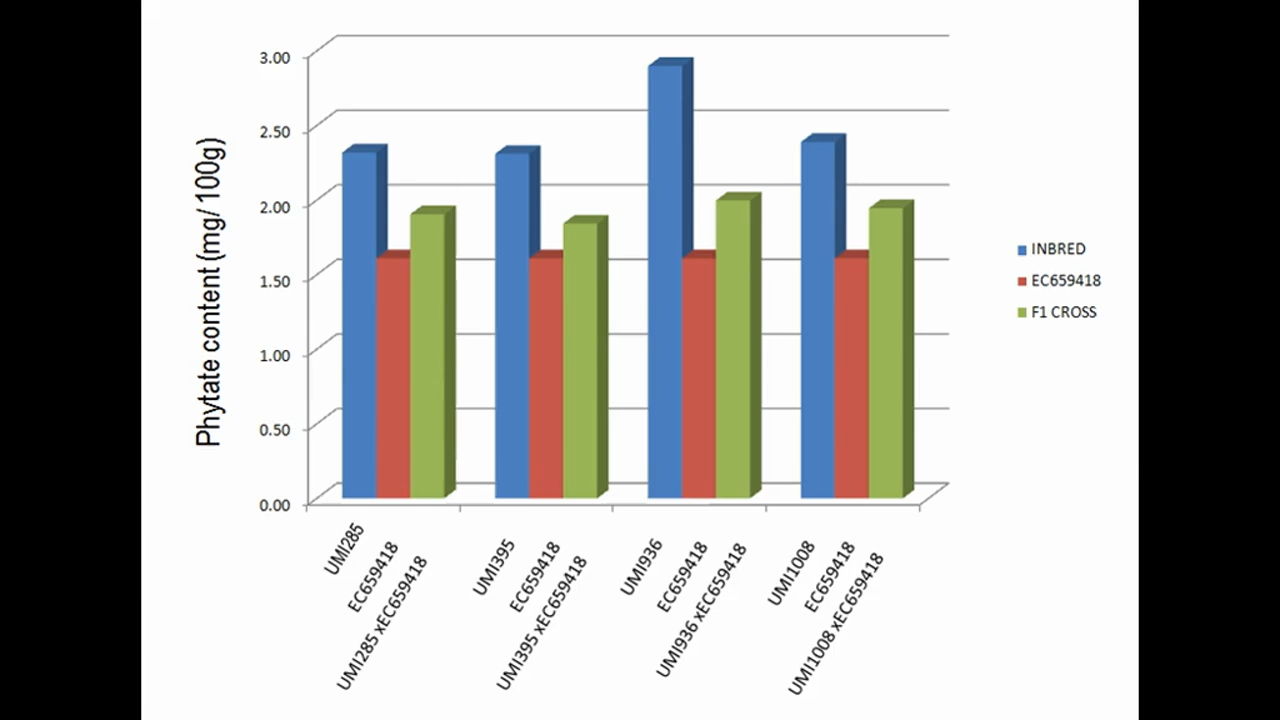 Phytate content (mg/ 100g)
3.00
2.50
2.00
1.50
1.00
0.50
0.00
UMI285
EC659418
UMI285 xEC659418
UMI395
EC659418
UMI395 xEC659418
UMI936
EC659418
UMI936 xEC659418
UMI1008
EC659418
UMI1008 xEC659418
INBRED
EC659418
F1 CROSS